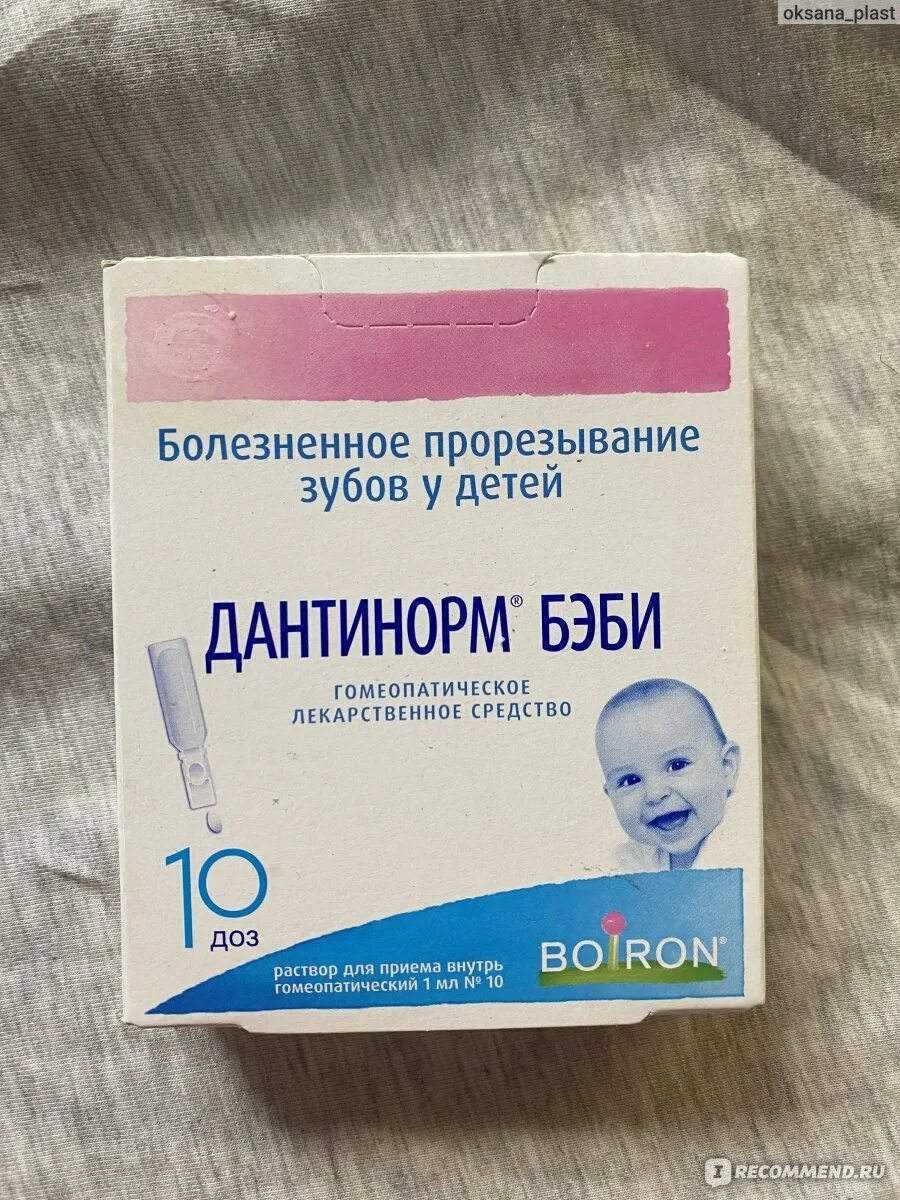 oksana_plast
Болезненное прорезывание
зубов у детей
ДАНТИНОРМ® БЭБИ
ГОМЕОПАТИЧЕСКОЕ
ЛЕКАРСТВЕННОЕ СРЕДСТВО
10
ДОЗ
раствор для приема внутрь
гомеопатический 1 мл № 10
BOIRON®
IRECOMMEND.RU